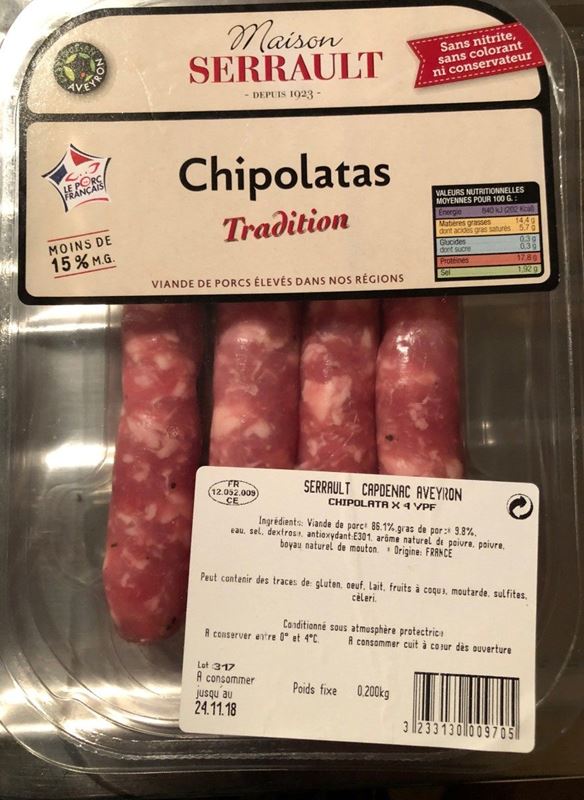 Maison
SERRAULT
- DEPUIS 1923 -
Sans nitrite,
sans colorant
ni conservateur
AVEYRON
LE PORC
FRANÇAIS
Chipolatas
Tradition
MOINS DE
15% M.G.
VIANDE DE PORCS ÉLEVÉS DANS NOS RÉGIONS
VALEURS NUTRITIONNELLES
MOYENNES POUR 100 G. :
Energie 840 kJ (202 Kcal)
Matières grasses 14,4 g
dont acides gras saturés 5,7 g
Glucides 0,3 g
dont sucre 0,3 g
Protéines 17,8 g
Sel 1,92 g
FR
12.052.009
CE
SERRAULT CAPDENAC AVEYRON
CHIPOLATA X 4 VPF
Ingrédients: Viande de porc* 86.1%,gras de porc* 9.8%,
eau, sel, dextrose, antioxydant:E301, arôme naturel de poivre, poivre,
boyau naturel de mouton. * Origine: FRANCE
Peut contenir des traces de: gluten, oeuf, lait, fruits à coque, moutarde, sulfites,
céleri.
Conditionné sous atmosphère protectrice
A conserver entre 0° et 4°C. A consommer cuit à coeur dès ouverture
Lot :317
A consommer
jusqu'au
24.11.18
Poids fixe 0,200kg
3 233130 009705